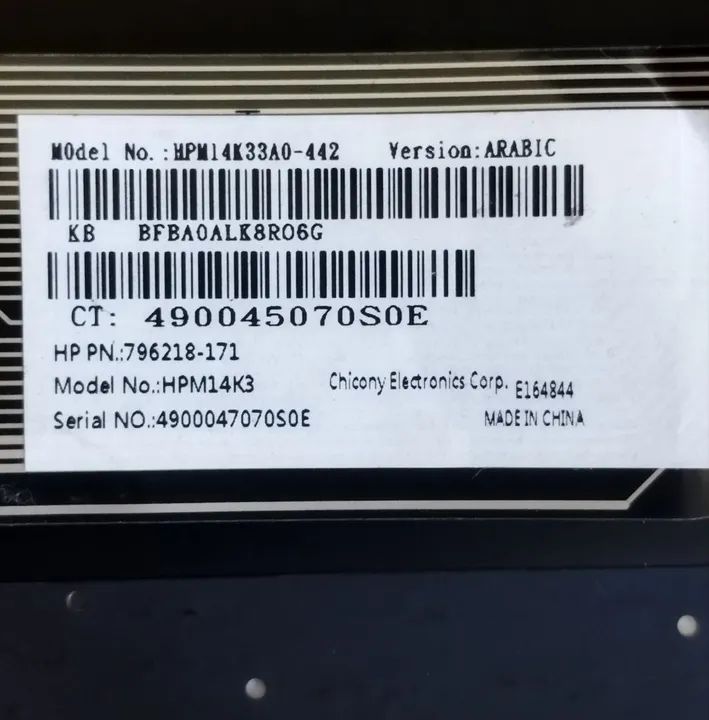 M0del No.:HPM14K33A0-442 Version:ARABIC
KB BFBA0ALK8RO6G
CT: 490045070S0E
HP PN.:796218-171
Model No.:HPM14K3 Chicony Electronics Corp. E164844
Serial NO.:4900047070S0E MADE IN CHINA